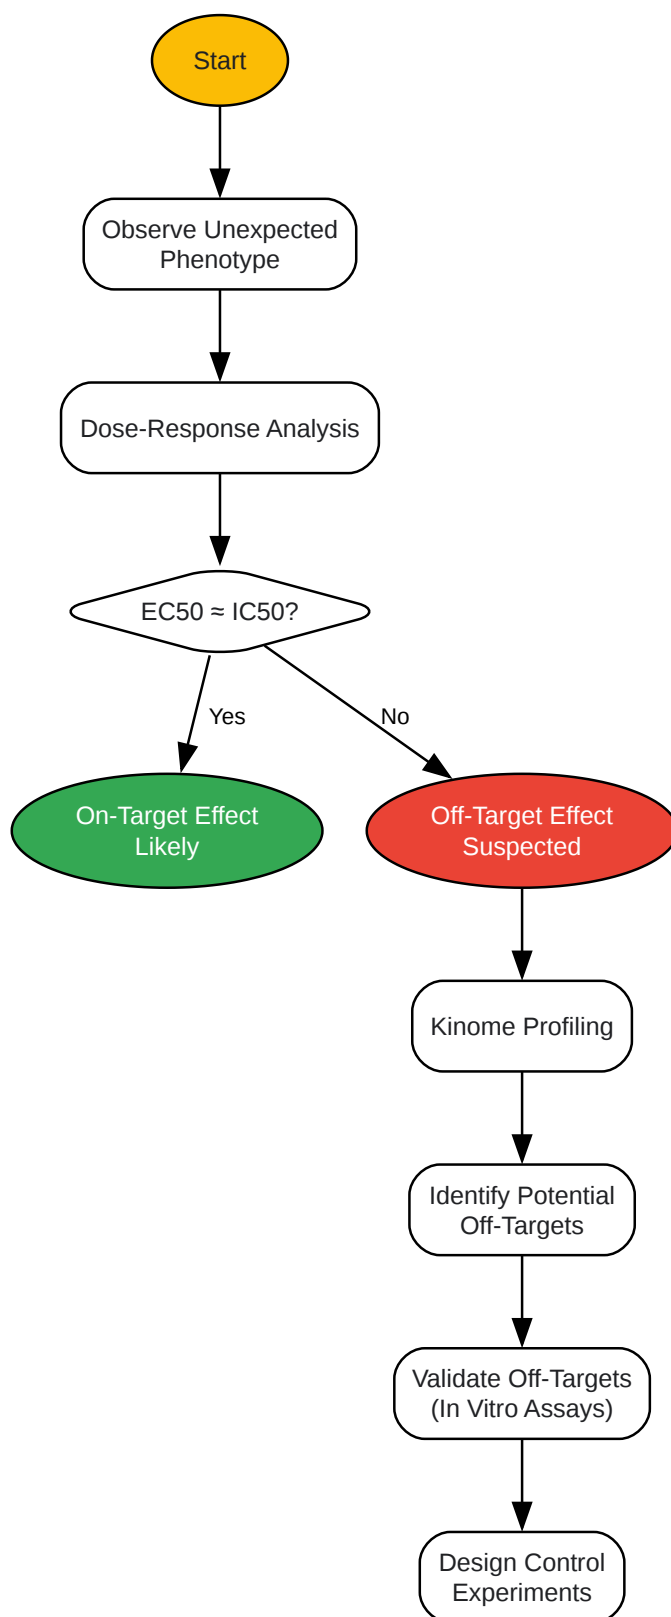 Start
Observe Unexpected
Phenotype
Dose-Response Analysis
EC50 ≈ IC50?
Yes
No
On-Target Effect
Likely
Off-Target Effect
Suspected
Kinome Profiling
Identify Potential
Off-Targets
Validate Off-Targets
(In Vitro Assays)
Design Control
Experiments